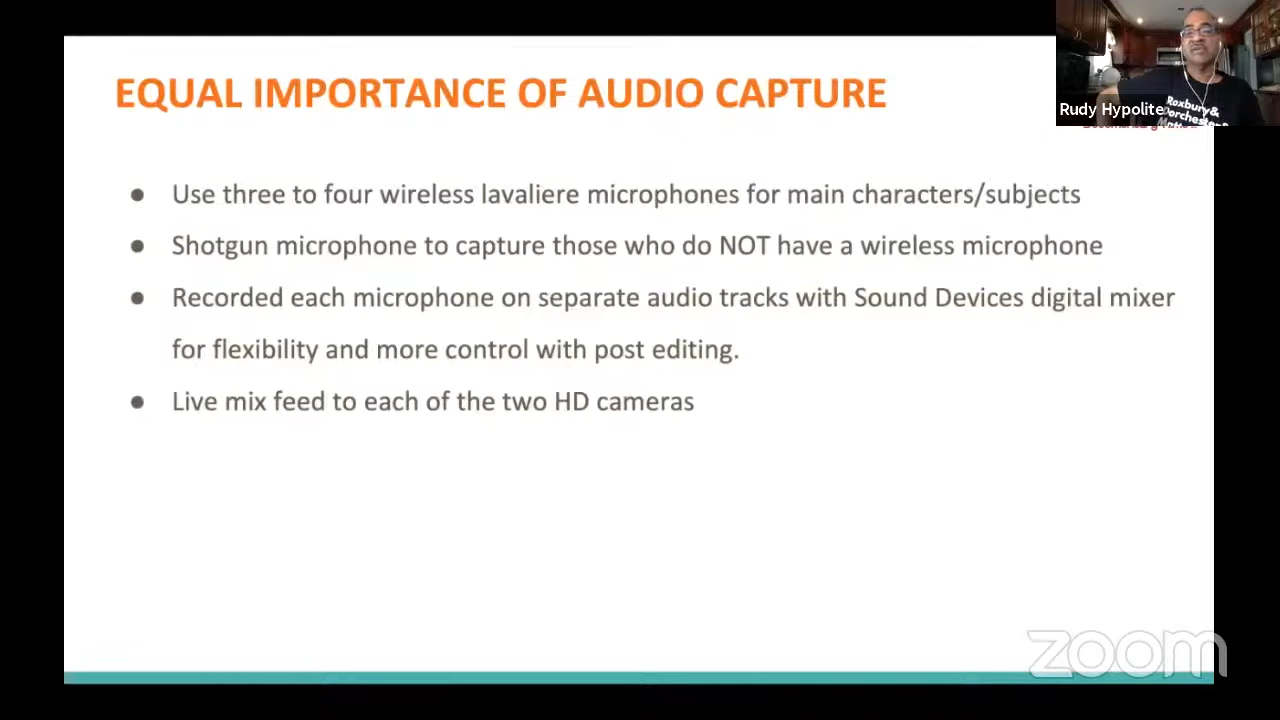 EQUAL IMPORTANCE OF AUDIO CAPTURE
Rudy Hypolite
Roxbury&
Dorchester
● Use three to four wireless lavaliere microphones for main characters/subjects
● Shotgun microphone to capture those who do NOT have a wireless microphone
● Recorded each microphone on separate audio tracks with Sound Devices digital mixer
for flexibility and more control with post editing.
● Live mix feed to each of the two HD cameras
zoom